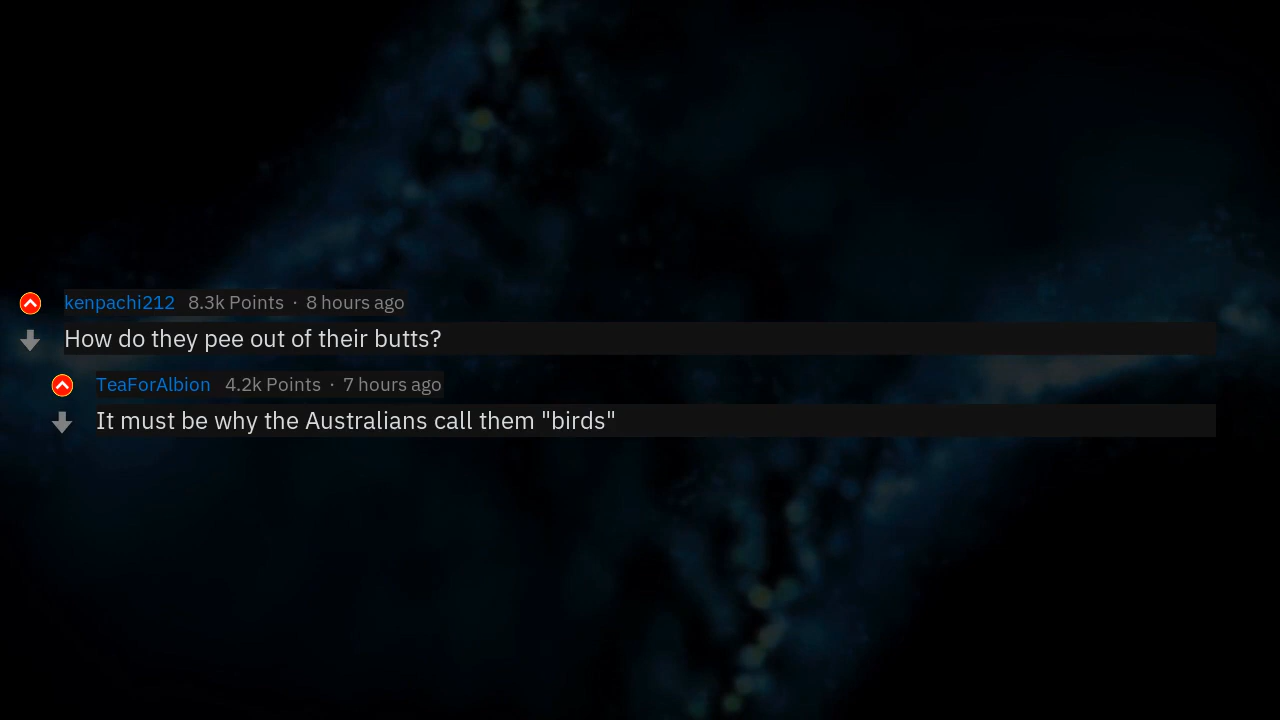 kenpachi212 8.3k Points · 8 hours ago
How do they pee out of their butts?
TeaForAlbion 4.2k Points · 7 hours ago
It must be why the Australians call them "birds"